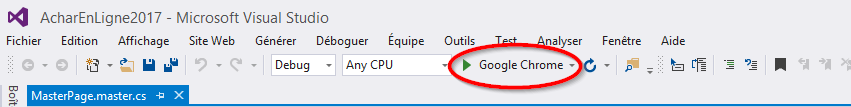 AcharEnLigne2017 - Microsoft Visual Studio
Fichier Edition Affichage Site Web Générer Déboguer Équipe Outils Test Analyser Fenêtre Aide
Debug Any CPU Google Chrome
MasterPage.master.cs
Boît